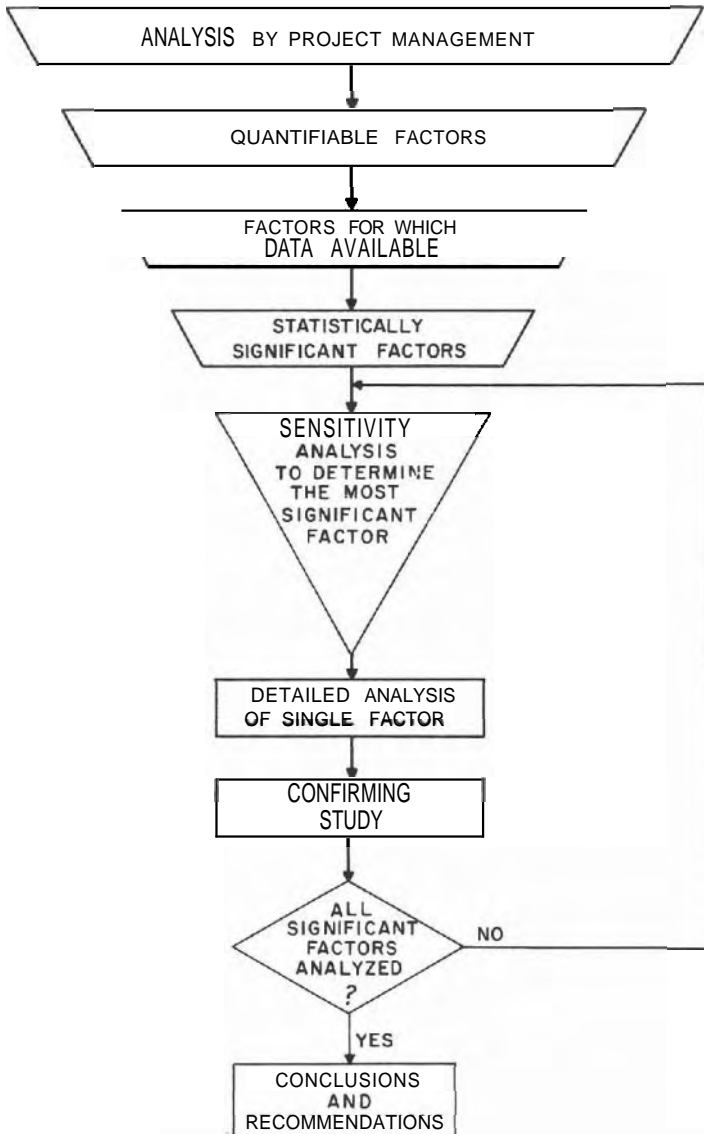 ANALYSIS BY PROJECT MANAGEMENT
QUANTIFIABLE FACTORS
FACTORS FOR WHICH
DATA AVAILABLE
STATISTICALLY
SIGNIFICANT FACTORS
SENSITIVITY
ANALYSIS
TO DETERMINE
THE MOST
SIGNIFICANT
FACTOR
DETAILED ANALYSIS
OF SINGLE FACTOR
CONFIRMING
STUDY
ALL
SIGNIFICANT
FACTORS
ANALYZED
?
NO
YES
CONCLUSIONS
AND
RECOMMENDATIONS